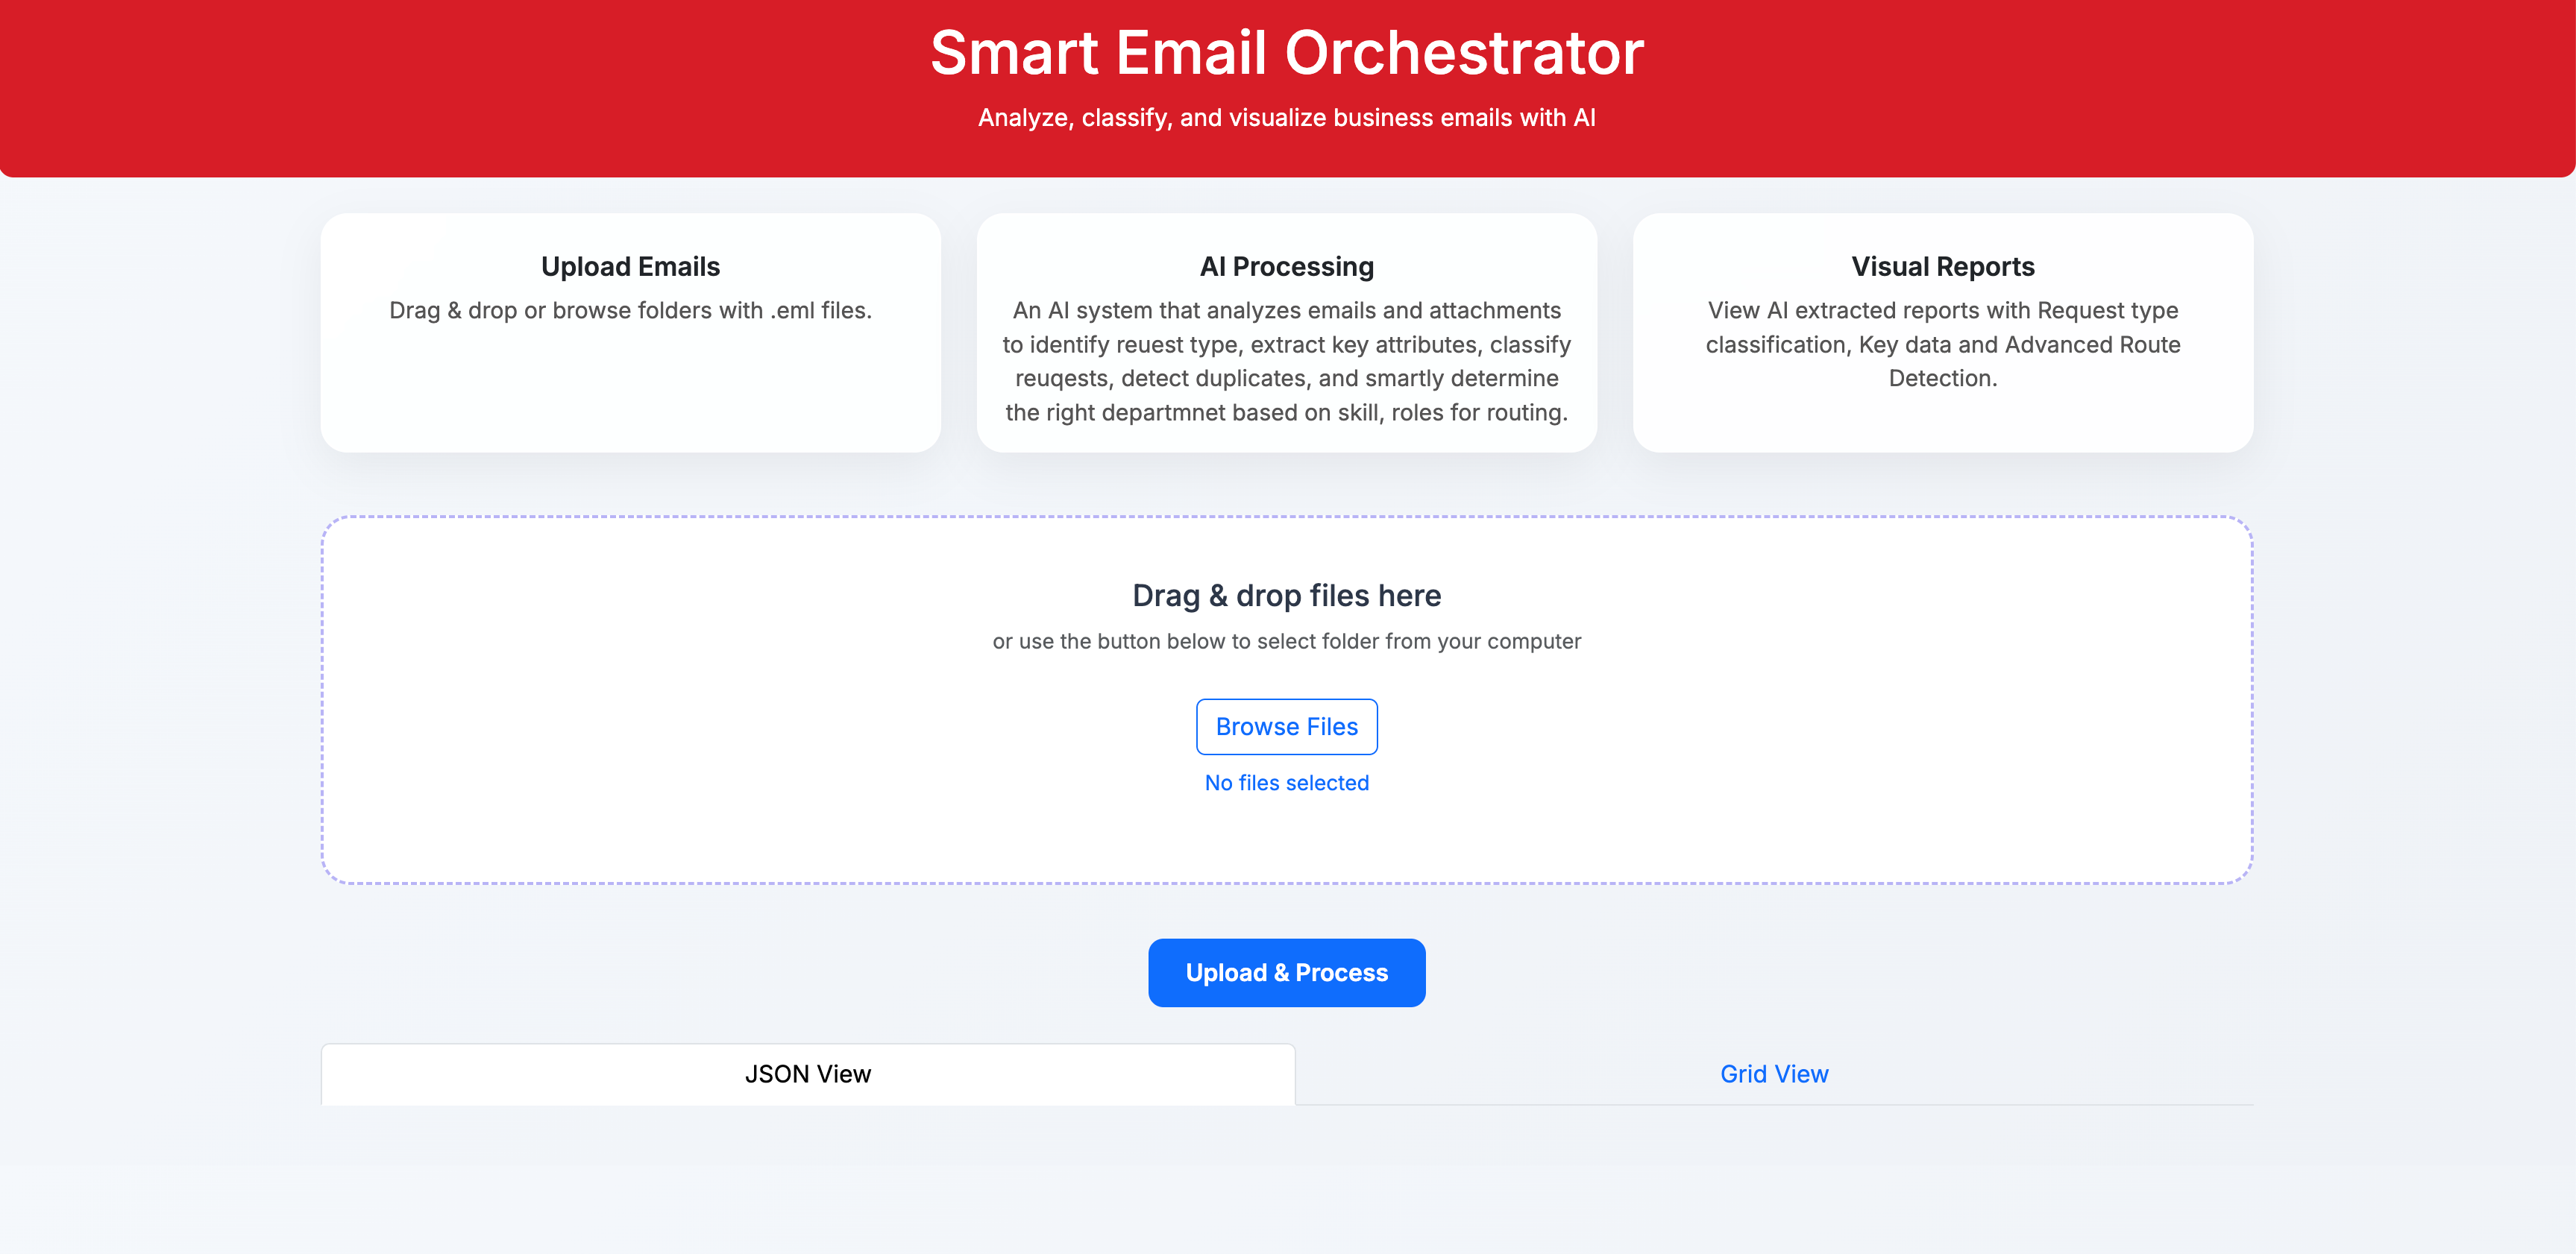 Smart Email Orchestrator
Analyze, classify, and visualize business emails with AI
Upload Emails
Drag & drop or browse folders with .eml files.
AI Processing
An AI system that analyzes emails and attachments
to identify reuest type, extract key attributes, classify
reuqests, detect duplicates, and smartly determine
the right departmnet based on skill, roles for routing.
Visual Reports
View AI extracted reports with Request type
classification, Key data and Advanced Route
Detection.
Drag & drop files here
or use the button below to select folder from your computer
Browse Files
No files selected
Upload & Process
JSON View
Grid View